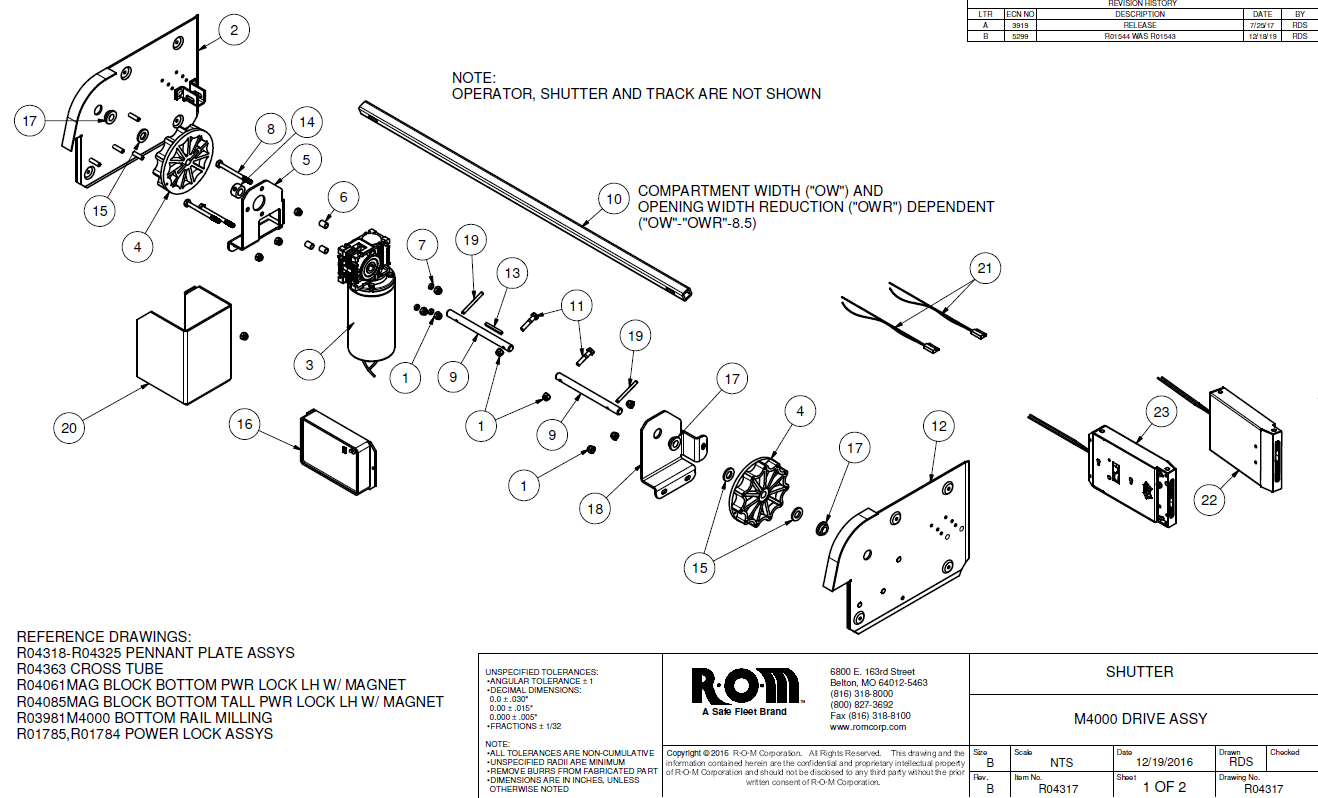 REVISION HISTORY
LTR ECN NO DESCRIPTION DATE BY
A 3919 RELEASE 7/25/17 RDS
B 5299 R01544 WAS R01543 12/18/19 RDS
NOTE:
OPERATOR, SHUTTER AND TRACK ARE NOT SHOWN
2
17
8
14
5
6
15
4
10
COMPARTMENT WIDTH ("OW") AND
OPENING WIDTH REDUCTION ("OWR") DEPENDENT
("OW"-"OWR"-8.5)
7
19
13
11
21
3
1
9
19
20
16
1
9
17
4
12
17
23
22
1
18
15
REFERENCE DRAWINGS:
R04318-R04325 PENNANT PLATE ASSYS
R04363 CROSS TUBE
R04061MAG BLOCK BOTTOM PWR LOCK LH W/ MAGNET
R04085MAG BLOCK BOTTOM TALL PWR LOCK LH W/ MAGNET
R03981M4000 BOTTOM RAIL MILLING
R01785,R01784 POWER LOCK ASSYS
UNSPECIFIED TOLERANCES:
•ANGULAR TOLERANCE ± 1
•DECIMAL DIMENSIONS:
0.0 ± .030"
0.00 ± .015"
0.000 ± .005"
•FRACTIONS ± 1/32
NOTE:
•ALL TOLERANCES ARE NON-CUMULATIVE
•UNSPECIFIED RADII ARE MINIMUM
•REMOVE BURRS FROM FABRICATED PART
•DIMENSIONS ARE IN INCHES, UNLESS
OTHERWISE NOTED
R•O•M™
A Safe Fleet Brand
6800 E. 163rd Street
Belton, MO 64012-5463
(816) 318-8000
(800) 827-3692
Fax (816) 318-8100
www.romcorp.com
Copyright © 2016 R·O·M Corporation. All Rights Reserved. This drawing and the
information contained herein are the confidential and proprietary intellectual property
of R·O·M Corporation and should not be disclosed to any third party without the prior
written consent of R·O·M Corporation.
SHUTTER
M4000 DRIVE ASSY
Size B Scale NTS Date 12/19/2016 Drawn RDS Checked
Rev. B Item No. R04317 Sheet 1 OF 2 Drawing No. R04317